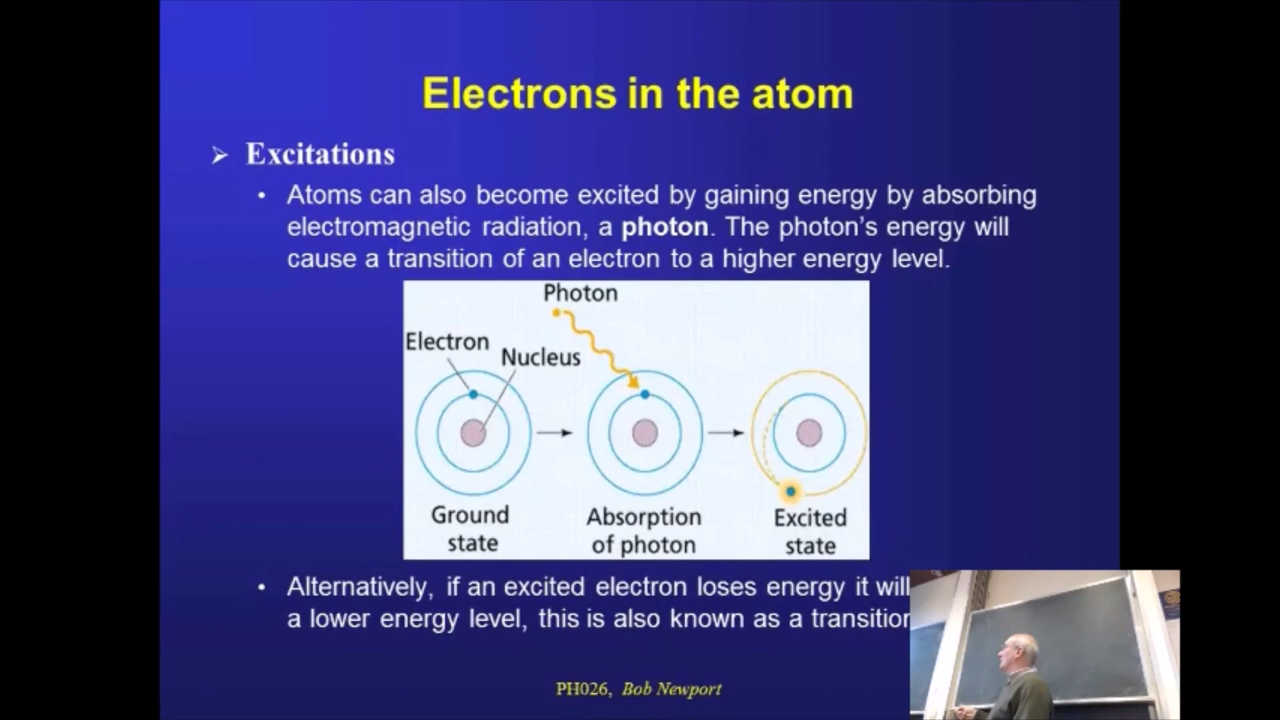 Electrons in the atom
➢ Excitations
• Atoms can also become excited by gaining energy by absorbing
electromagnetic radiation, a photon. The photon's energy will
cause a transition of an electron to a higher energy level.
Photon
Electron
Nucleus
Ground
state
Absorption
of photon
Excited
state
• Alternatively, if an excited electron loses energy it will
a lower energy level, this is also known as a transition
PH026, Bob Newport